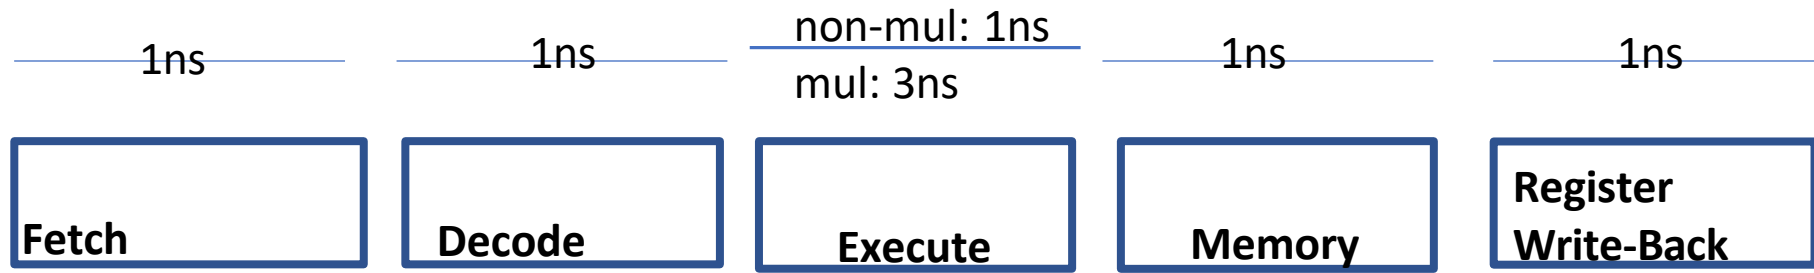 1ns
1ns
non-mul: 1ns
mul: 3ns
1ns
1ns
Fetch
Decode
Execute
Memory
Register
Write-Back